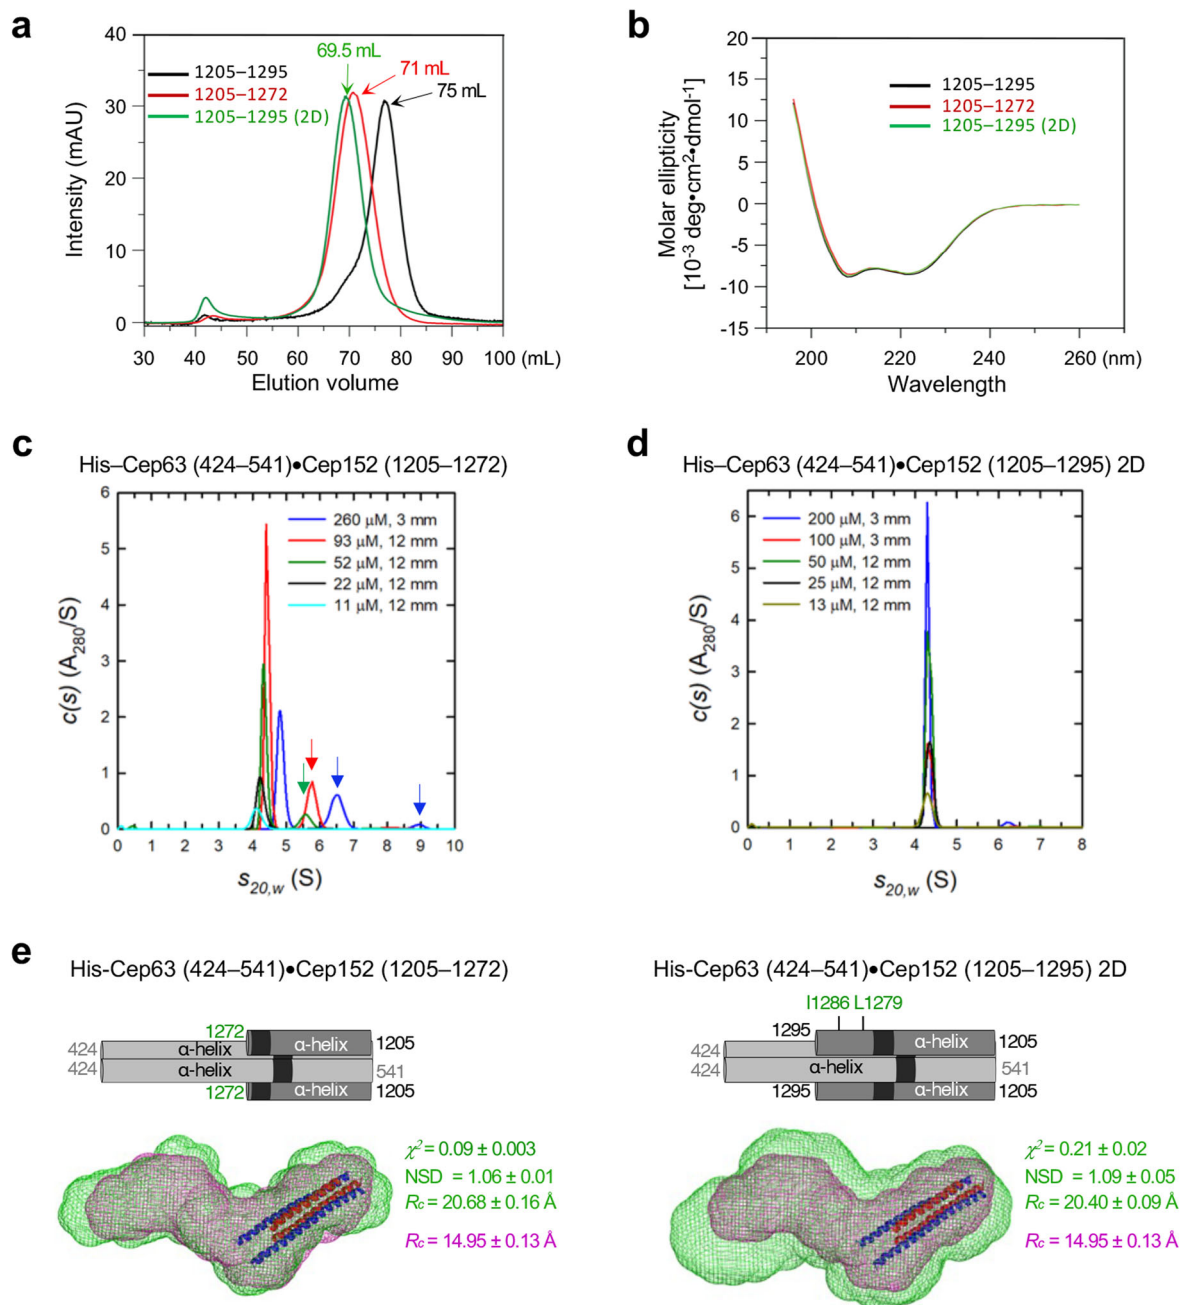 a
Intensity (mAU)
40
30
20
10
0
1205–1295
1205–1272
1205–1295 (2D)
69.5 mL
71 mL
75 mL
30 40 50 60 70 80 90 100 (mL)
Elution volume
b
Molar ellipticity
[10-3 deg•cm2•dmol-1]
20
15
10
5
0
-5
-10
-15
1205–1295
1205–1272
1205–1295 (2D)
200 220 240 260 (nm)
Wavelength
c
His–Cep63 (424–541)●Cep152 (1205–1272)
c(s) (A280/S)
6
5
4
3
2
1
0
260 µM, 3 mm
93 µM, 12 mm
52 µM, 12 mm
22 µM, 12 mm
11 µM, 12 mm
0 1 2 3 4 5 6 7 8 9 10
s20,w (S)
d
His–Cep63 (424–541)●Cep152 (1205–1295) 2D
c(s) (A280/S)
6
5
4
3
2
1
0
200 µM, 3 mm
100 µM, 3 mm
50 µM, 12 mm
25 µM, 12 mm
13 µM, 12 mm
0 1 2 3 4 5 6 7 8
s20,w (S)
e
His-Cep63 (424–541)●Cep152 (1205–1272)
1272
α-helix 1205
424 α-helix
424 α-helix 541
1272 α-helix 1205
χ2 = 0.09 ± 0.003
NSD = 1.06 ± 0.01
Rc = 20.68 ± 0.16 Å
Rc = 14.95 ± 0.13 Å
His-Cep63 (424–541)●Cep152 (1205–1295) 2D
I1286 L1279
1295 α-helix 1205
424
424 α-helix 541
1295 α-helix 1205
χ2 = 0.21 ± 0.02
NSD = 1.09 ± 0.05
Rc = 20.40 ± 0.09 Å
Rc = 14.95 ± 0.13 Å